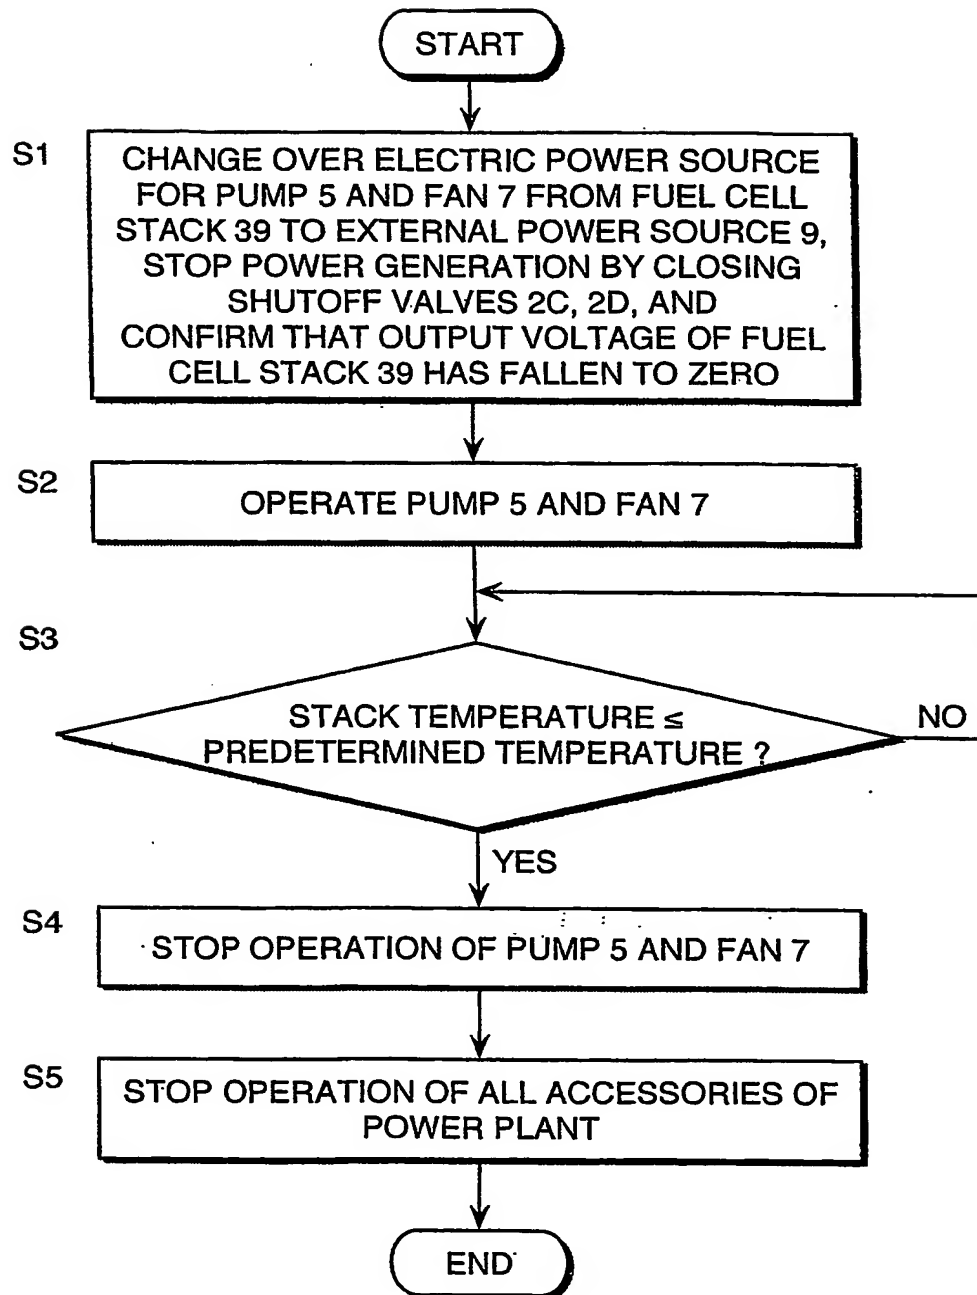 START
S1
CHANGE OVER ELECTRIC POWER SOURCE
FOR PUMP 5 AND FAN 7 FROM FUEL CELL
STACK 39 TO EXTERNAL POWER SOURCE 9,
STOP POWER GENERATION BY CLOSING
SHUTOFF VALVES 2C, 2D, AND
CONFIRM THAT OUTPUT VOLTAGE OF FUEL
CELL STACK 39 HAS FALLEN TO ZERO
S2
OPERATE PUMP 5 AND FAN 7
S3
STACK TEMPERATURE ≤
PREDETERMINED TEMPERATURE ?
NO
YES
S4
STOP OPERATION OF PUMP 5 AND FAN 7
S5
STOP OPERATION OF ALL ACCESSORIES OF
POWER PLANT
END